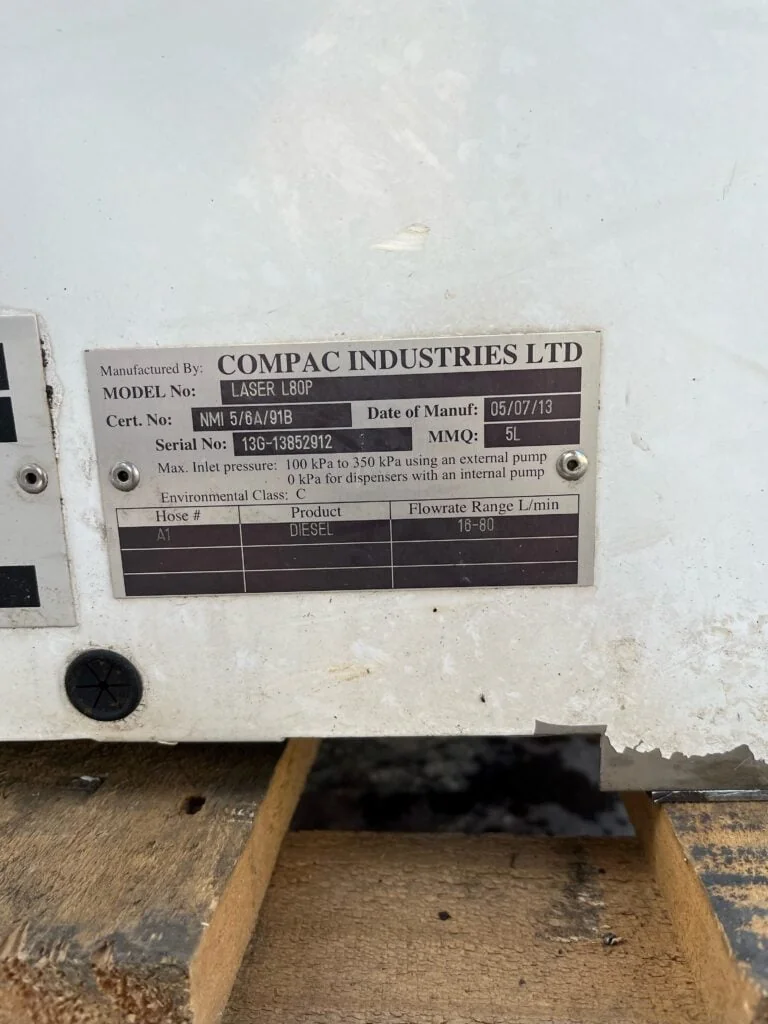 Manufactured By: COMPAC INDUSTRIES LTD
MODEL No: LASER L80P
Cert. No: NMI 5/6A/91B Date of Manuf: 05/07/13
Serial No: 13G-13852912 MMQ: 5L
Max. Inlet pressure: 100 kPa to 350 kPa using an external pump
0 kPa for dispensers with an internal pump
Environmental Class: C
Hose # Product Flowrate Range L/min
A1 DIESEL 16-80